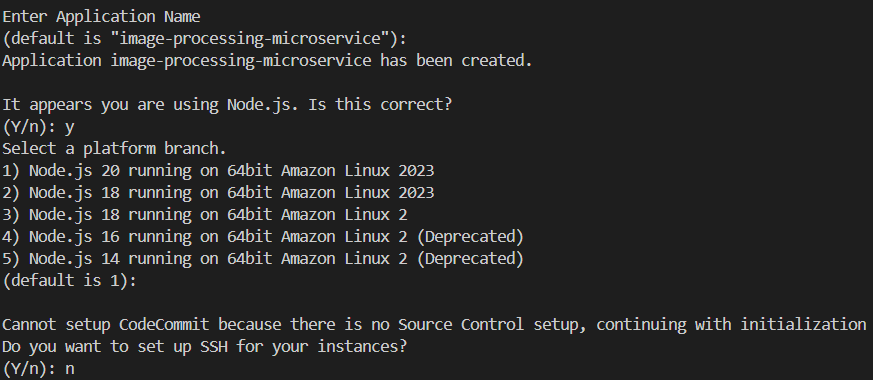 Enter Application Name
(default is "image-processing-microservice"):
Application image-processing-microservice has been created.
It appears you are using Node.js. Is this correct?
(Y/n): y
Select a platform branch.
1) Node.js 20 running on 64bit Amazon Linux 2023
2) Node.js 18 running on 64bit Amazon Linux 2023
3) Node.js 18 running on 64bit Amazon Linux 2
4) Node.js 16 running on 64bit Amazon Linux 2 (Deprecated)
5) Node.js 14 running on 64bit Amazon Linux 2 (Deprecated)
(default is 1):
Cannot setup CodeCommit because there is no Source Control setup, continuing with initialization
Do you want to set up SSH for your instances?
(Y/n): n